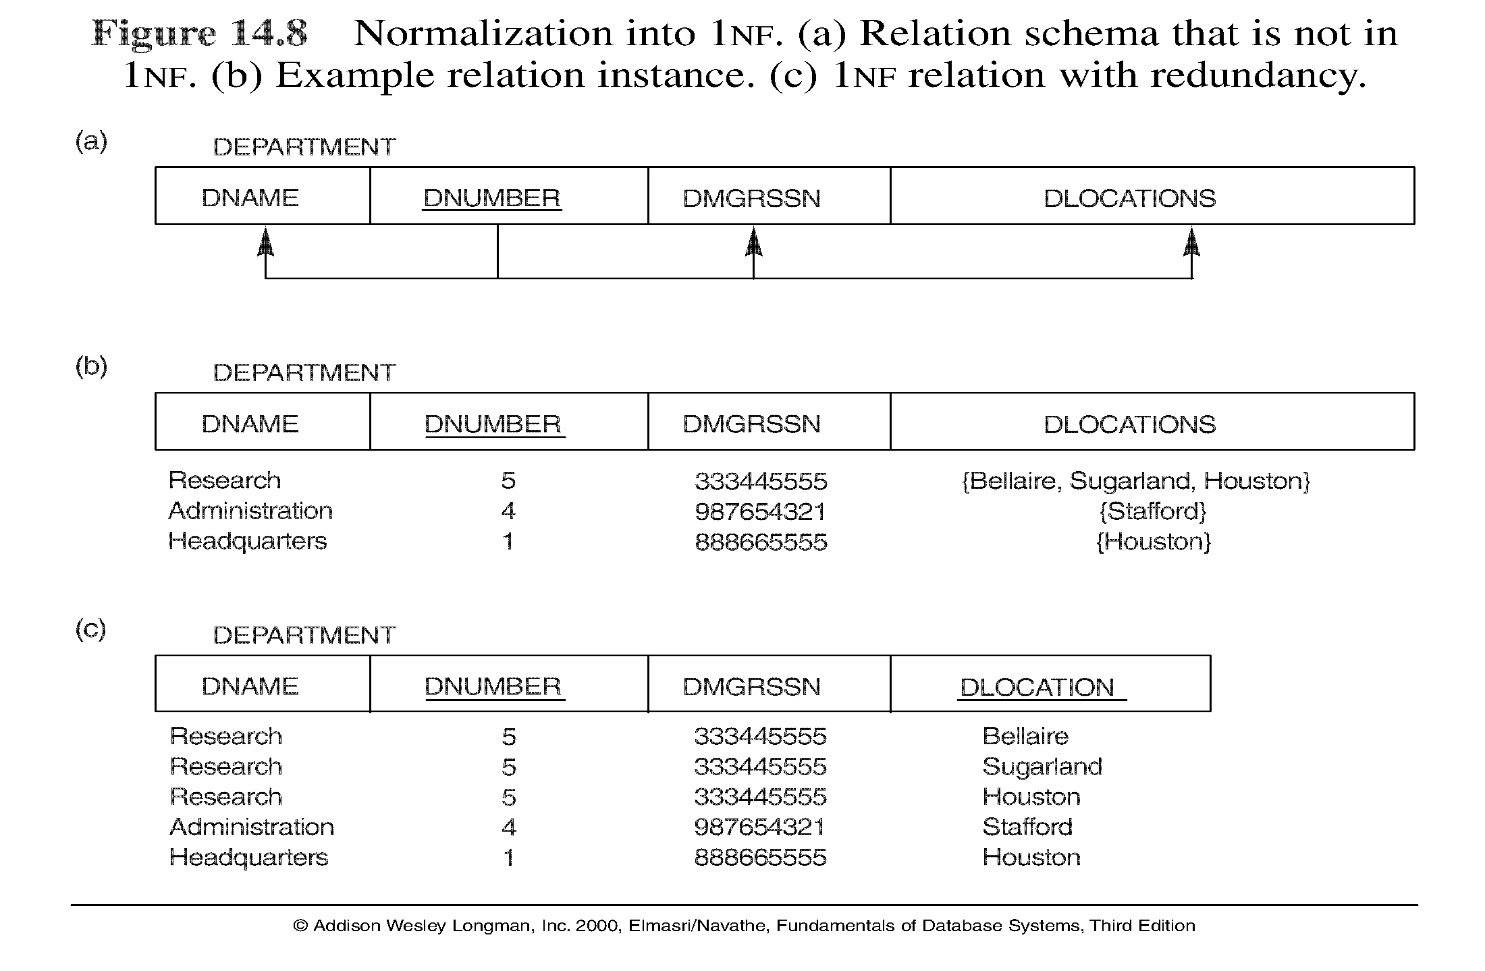 Figure 14.8 Normalization into 1NF. (a) Relation schema that is not in
1NF. (b) Example relation instance. (c) 1NF relation with redundancy.
(a) DEPARTMENT
DNAME DNUMBER DMGRSSN DLOCATIONS
(b) DEPARTMENT
DNAME DNUMBER DMGRSSN DLOCATIONS
Research 5 333445555 {Bellaire, Sugarland, Houston}
Administration 4 987654321 {Stafford}
Headquarters 1 888665555 {Houston}
(c) DEPARTMENT
DNAME DNUMBER DMGRSSN DLOCATION
Research 5 333445555 Bellaire
Research 5 333445555 Sugarland
Research 5 333445555 Houston
Administration 4 987654321 Stafford
Headquarters 1 888665555 Houston
© Addison Wesley Longman, Inc. 2000, Elmasri/Navathe, Fundamentals of Database Systems, Third Edition